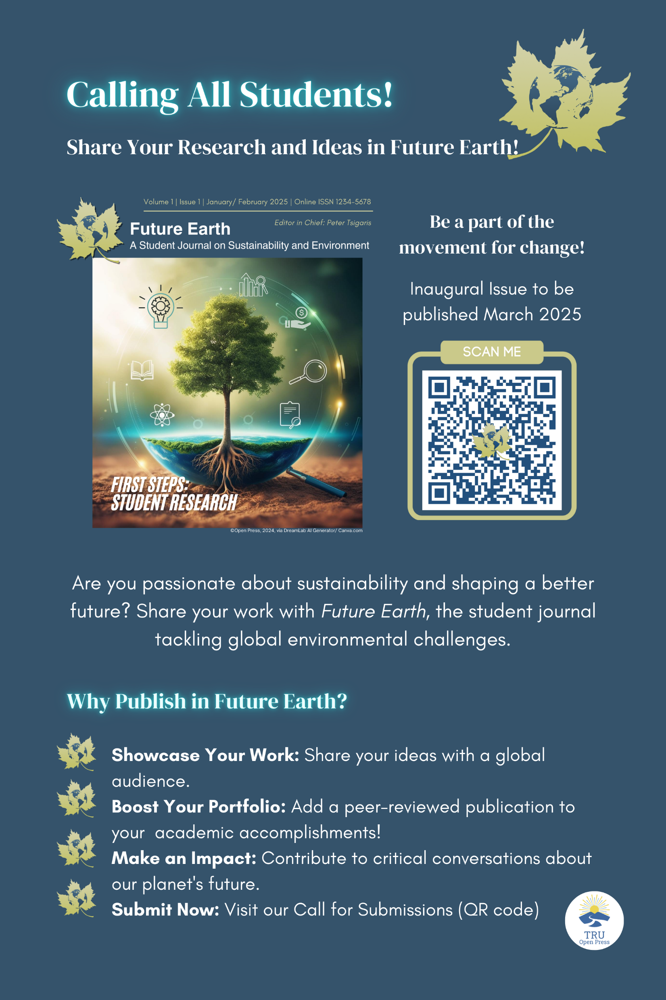 Calling All Students!
Share Your Research and Ideas in Future Earth!
Volume 1 | Issue 1 | January/ February 2025 | Online ISSN 1234-5678
Editor in Chief: Peter Tsigaris
Future Earth
A Student Journal on Sustainability and Environment
FIRST STEPS:
STUDENT RESEARCH
©Open Press, 2024, via DreamLab AI Generator/ Canva.com
Be a part of the
movement for change!
Inaugural Issue to be
published March 2025
SCAN ME
Are you passionate about sustainability and shaping a better
future? Share your work with Future Earth, the student journal
tackling global environmental challenges.
Why Publish in Future Earth?
Showcase Your Work: Share your ideas with a global
audience.
Boost Your Portfolio: Add a peer-reviewed publication to
your  academic accomplishments!
Make an Impact: Contribute to critical conversations about
our planet's future.
Submit Now: Visit our Call for Submissions (QR code)
TRU
Open Press